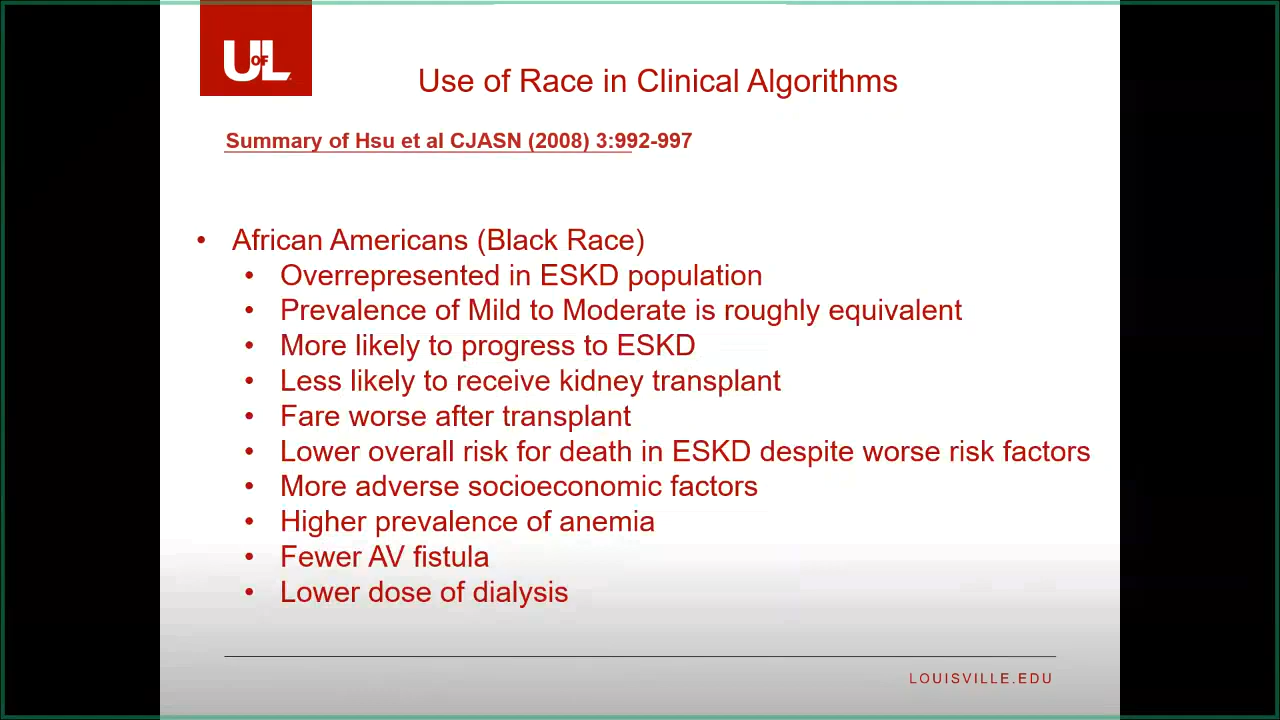 UofL
Use of Race in Clinical Algorithms
Summary of Hsu et al CJASN (2008) 3:992-997
• African Americans (Black Race)
• Overrepresented in ESKD population
• Prevalence of Mild to Moderate is roughly equivalent
• More likely to progress to ESKD
• Less likely to receive kidney transplant
• Fare worse after transplant
• Lower overall risk for death in ESKD despite worse risk factors
• More adverse socioeconomic factors
• Higher prevalence of anemia
• Fewer AV fistula
• Lower dose of dialysis
LOUISVILLE.EDU